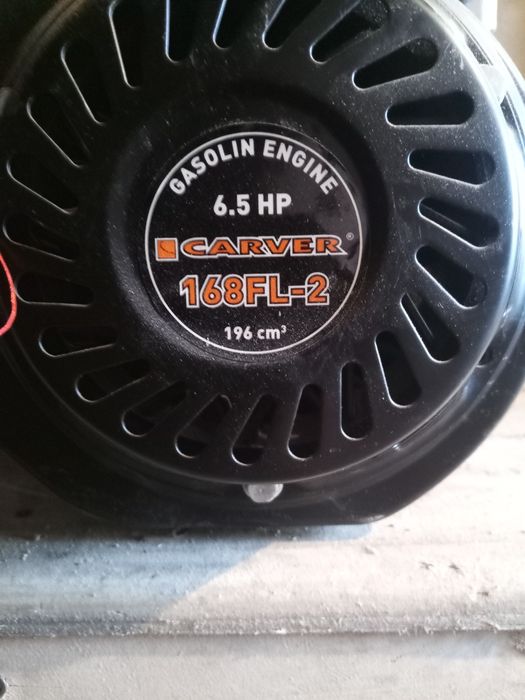 GASOLIN ENGINE
6.5 HP
CARVER®
168FL-2
196 cm³